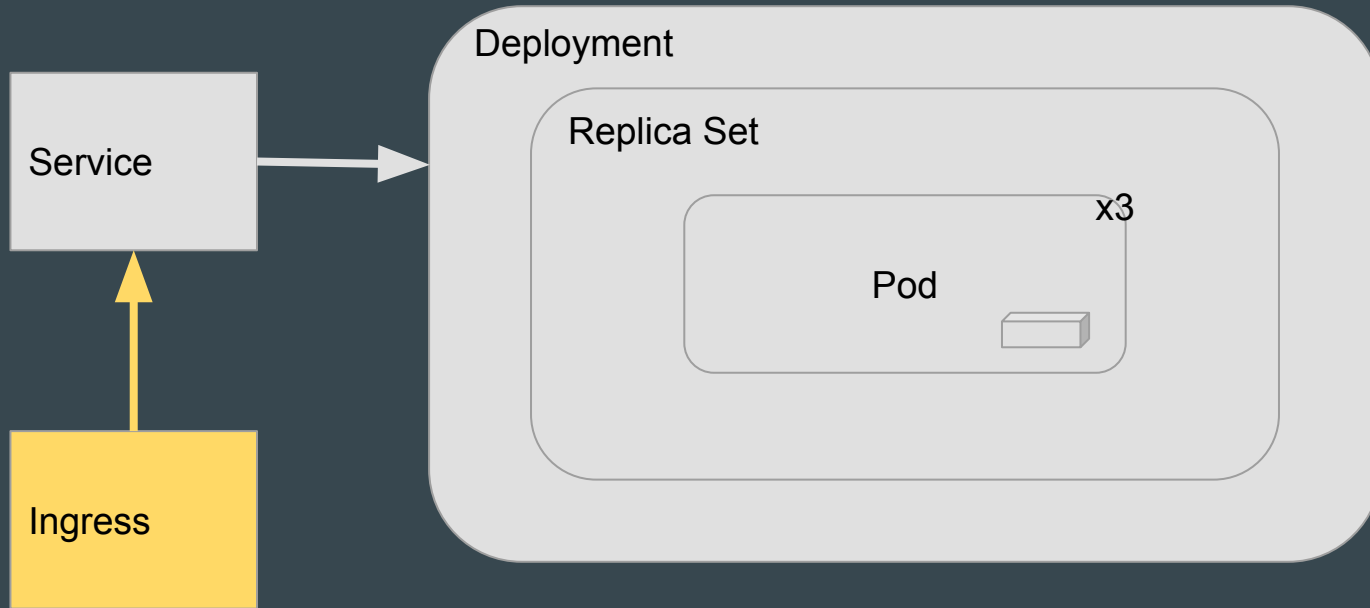 Deployment
Replica Set
Service
x3
Pod
Ingress